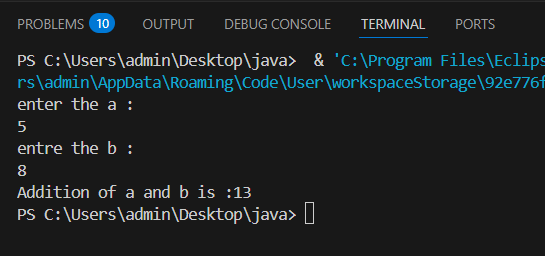 PROBLEMS 10 OUTPUT DEBUG CONSOLE TERMINAL PORTS
PS C:\Users\admin\Desktop\java>  & 'C:\Program Files\Eclips
rs\admin\AppData\Roaming\Code\User\workspaceStorage\92e776f
enter the a :
5
entre the b :
8
Addition of a and b is :13
PS C:\Users\admin\Desktop\java>